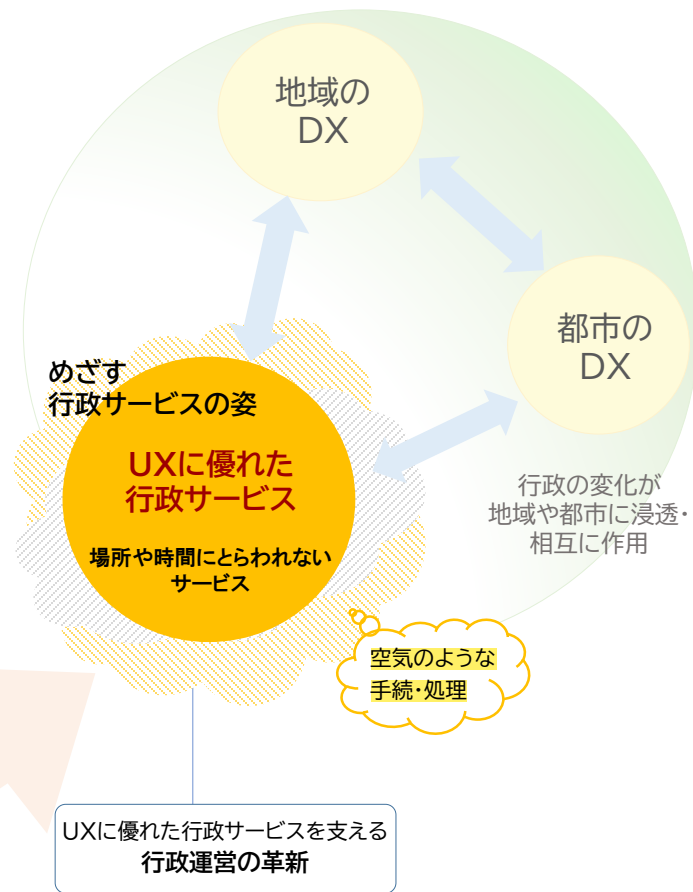 地域の
DX
都市の
DX
めざす
行政サービスの姿
UXに優れた
行政サービス
場所や時間にとらわれない
サービス
行政の変化が
地域や都市に浸透・
相互に作用
空気のような
手続・処理
UXに優れた行政サービスを支える
行政運営の革新